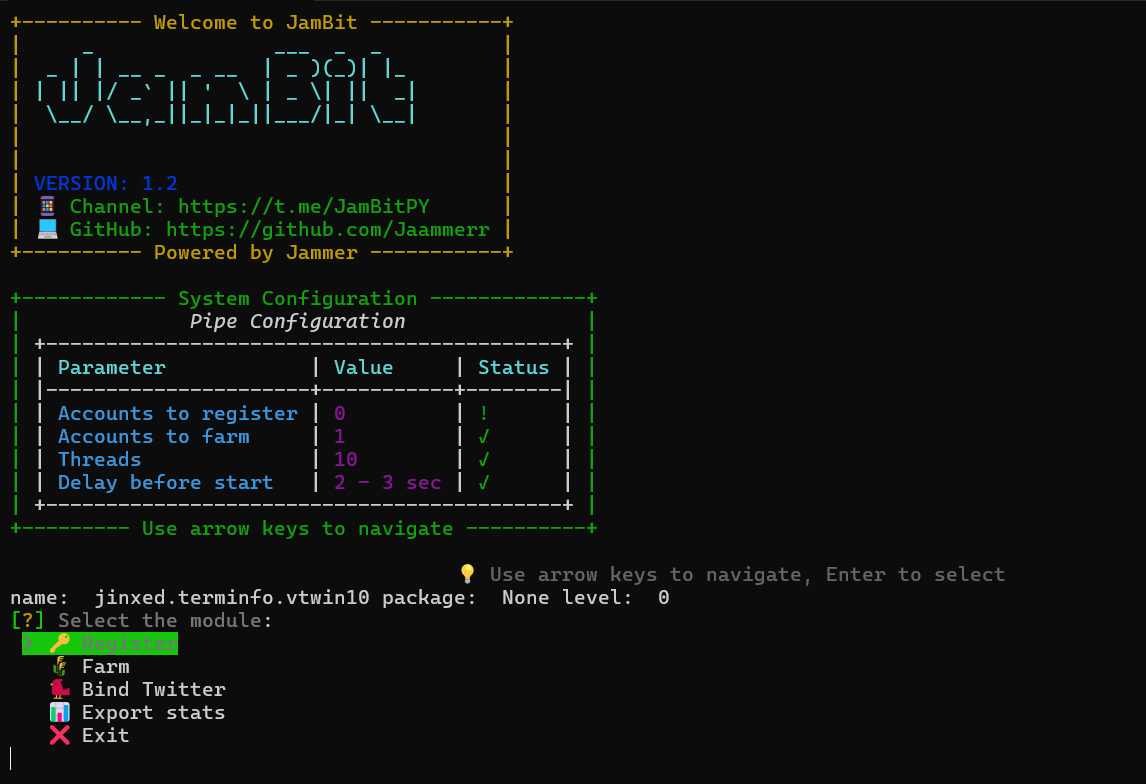 Welcome to JamBit
JamBit
VERSION: 1.2
📱 Channel: https://t.me/JamBitPY
💻 GitHub: https://github.com/Jaammerr
Powered by Jammer
System Configuration
Pipe Configuration
Parameter | Value | Status
Accounts to register | 0 | !
Accounts to farm | 1 | √
Threads | 10 | √
Delay before start | 2 - 3 sec | √
Use arrow keys to navigate
💡 Use arrow keys to navigate, Enter to select
name:  jinxed.terminfo.vtwin10 package:  None level:  0
[?] Select the module:
> 🔑 Register
🌾 Farm
🐦 Bind Twitter
📊 Export stats
❌ Exit